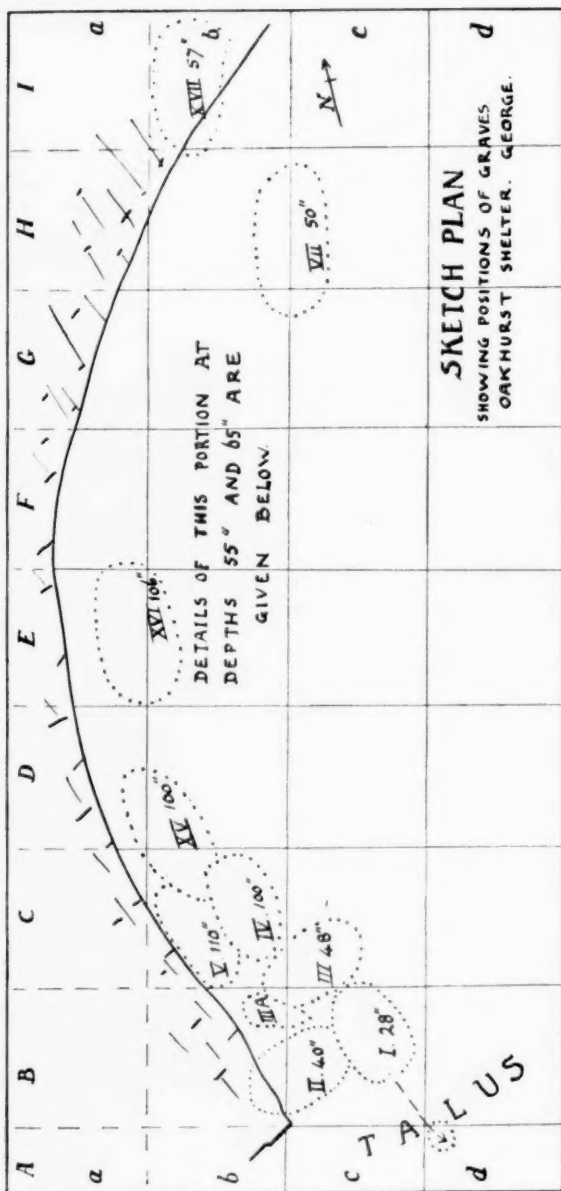 A B C D E F G H I
a
b
c
d
a
b
c
d
XVII 57"
N
VII 50"
DETAILS OF THIS PORTION AT
DEPTHS 55" AND 65" ARE
GIVEN BELOW.
XVI 106"
XV. 100"
V. 110"
IV. 100"
IIIA
III 48"
II. 40"
I. 28"
TALUS
SKETCH PLAN
SHOWING POSITIONS OF GRAVES
OAKHURST SHELTER. GEORGE.